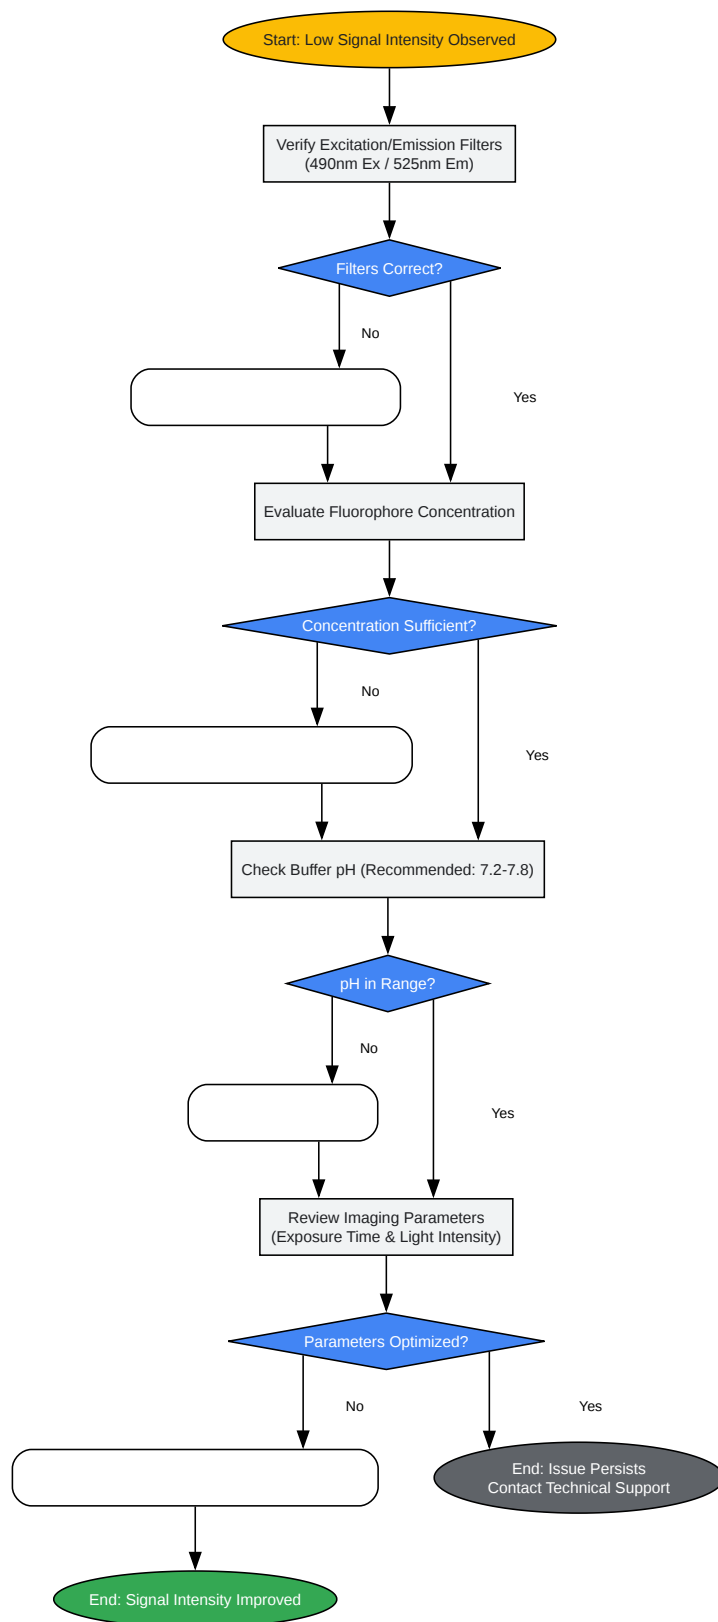 Start: Low Signal Intensity Observed
Verify Excitation/Emission Filters
(490nm Ex / 525nm Em)
Filters Correct?
No
Yes
Evaluate Fluorophore Concentration
Concentration Sufficient?
No
Yes
Check Buffer pH (Recommended: 7.2-7.8)
pH in Range?
No
Yes
Review Imaging Parameters
(Exposure Time & Light Intensity)
Parameters Optimized?
No
Yes
End: Issue Persists
Contact Technical Support
End: Signal Intensity Improved